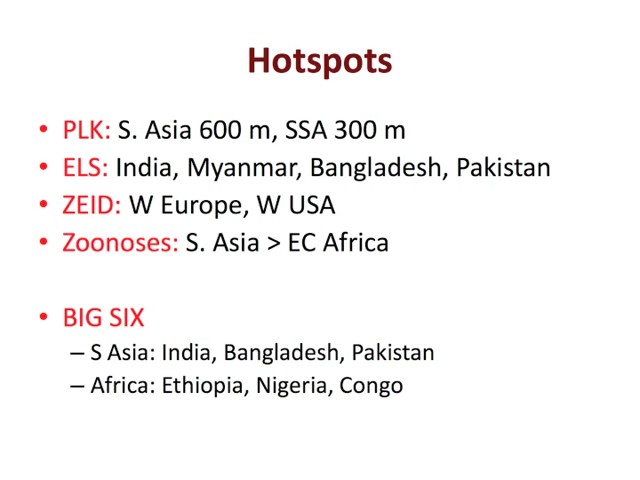 Hotspots
• PLK: S. Asia 600 m, SSA 300 m
• ELS: India, Myanmar, Bangladesh, Pakistan
• ZEID: W Europe, W USA
• Zoonoses: S. Asia > EC Africa
• BIG SIX
– S Asia: India, Bangladesh, Pakistan
– Africa: Ethiopia, Nigeria, Congo